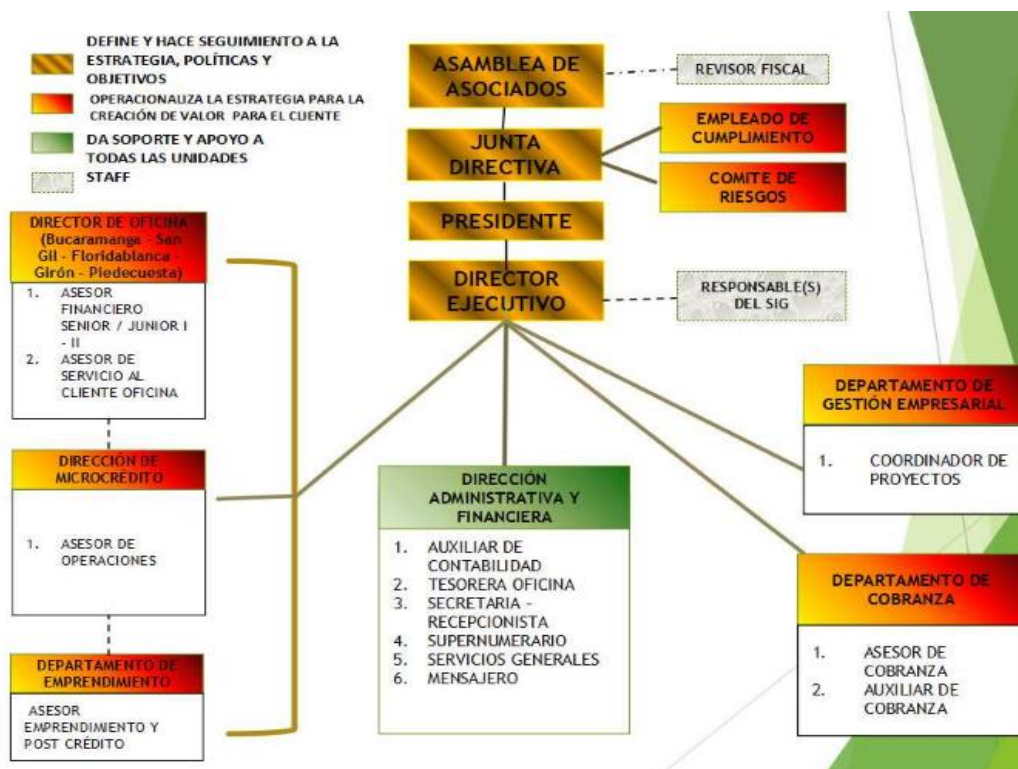 DEFINE Y HACE SEGUIMIENTO A LA
ESTRATEGIA, POLÍTICAS Y
OBJETIVOS
OPERACIONALIZA LA ESTRATEGIA PARA LA
CREACIÓN DE VALOR PARA EL CLIENTE
DA SOPORTE Y APOYO A
TODAS LAS UNIDADES
STAFF
ASAMBLEA DE
ASOCIADOS
REVISOR FISCAL
JUNTA
DIRECTIVA
EMPLEADO DE
CUMPLIMIENTO
COMITE DE
RIESGOS
PRESIDENTE
DIRECTOR
EJECUTIVO
RESPONSABLE(S)
DEL SIG
DIRECTOR DE OFICINA
(Bucaramanga - San
Gil - Floridablanca -
Girón - Piedecuesta)
1. ASESOR
FINANCIERO
SENIOR / JUNIOR I
- II
2. ASESOR DE
SERVICIO AL
CLIENTE OFICINA
DIRECCIÓN DE
MICROCRÉDITO
1. ASESOR DE
OPERACIONES
DEPARTAMENTO DE
EMPRENDIMIENTO
ASESOR
EMPRENDIMIENTO Y
POST CRÉDITO
DIRECCIÓN
ADMINISTRATIVA Y
FINANCIERA
1. AUXILIAR DE
CONTABILIDAD
2. TESORERA OFICINA
3. SECRETARIA -
RECEPCIONISTA
4. SUPERNUMERARIO
5. SERVICIOS GENERALES
6. MENSAJERO
DEPARTAMENTO DE
GESTIÓN EMPRESARIAL
1. COORDINADOR DE
PROYECTOS
DEPARTAMENTO DE
COBRANZA
1. ASESOR DE
COBRANZA
2. AUXILIAR DE
COBRANZA